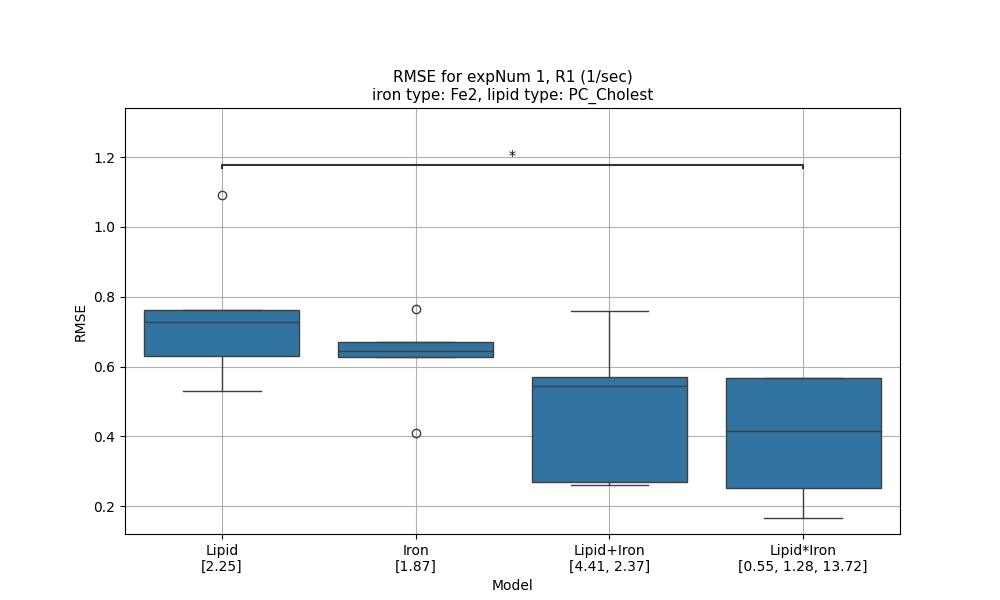 RMSE for expNum 1, R1 (1/sec)
iron type: Fe2, lipid type: PC_Cholest
*
1.2
1.0
0.8
0.6
0.4
0.2
RMSE
Lipid
[2.25]
Iron
[1.87]
Lipid+Iron
[4.41, 2.37]
Lipid*Iron
[0.55, 1.28, 13.72]
Model